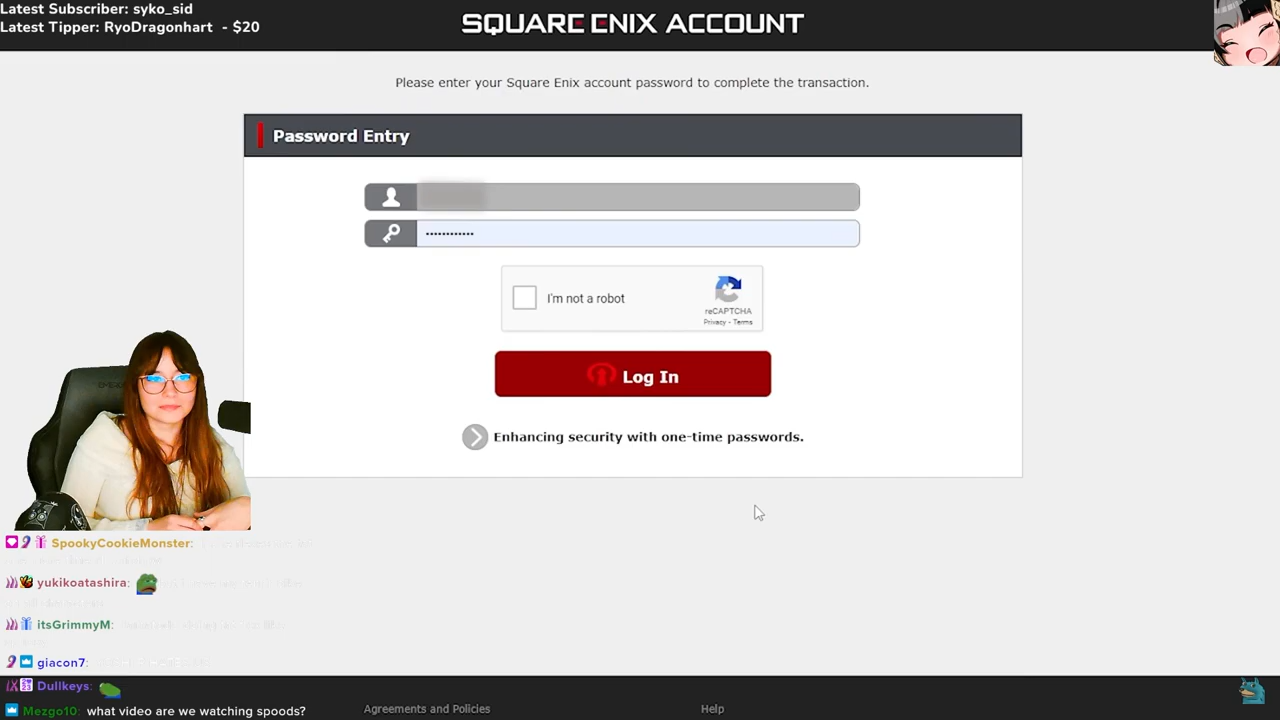 Latest Subscriber: syko_sid
Latest Tipper: RyoDragonhart - $20
SQUARE ENIX ACCOUNT
Please enter your Square Enix account password to complete the transaction.
Password Entry
••••••••••••
I'm not a robot
reCAPTCHA
Privacy - Terms
Log In
Enhancing security with one-time passwords.
SpookyCookieMonster:
yukikoatashira:
itsGrimmyM:
giacon7:
Dullkeys:
Mezgo10: what video are we watching spoods?
Agreements and Policies
Help